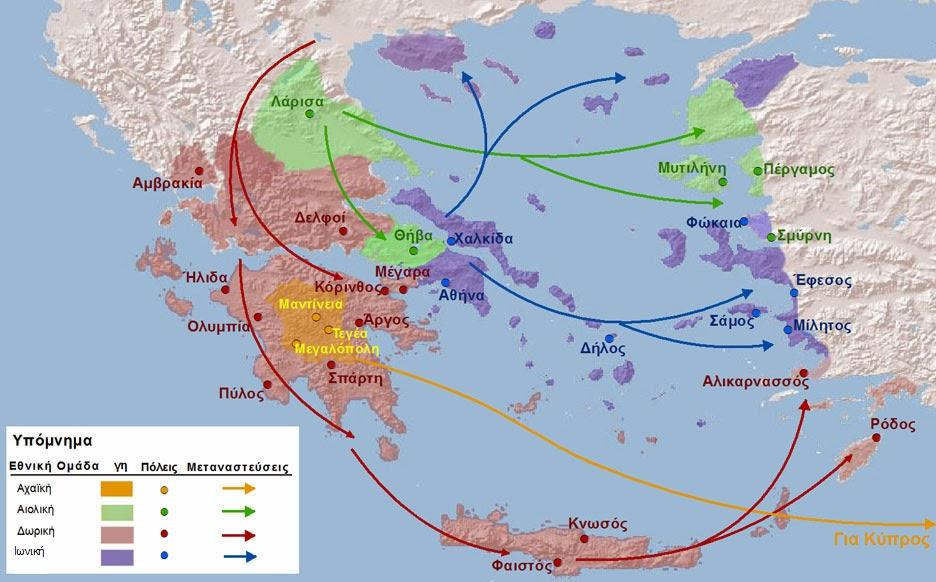 Λάρισα
Αμβρακία
Μυτιλήνη
Πέργαμος
Δελφοί
Φώκαια
Θήβα
Χαλκίδα
Σμύρνη
Μέγαρα
Ήλιδα
Κόρινθος
Αθήνα
Έφεσος
Μαντίνεια
Ολυμπία
Άργος
Σάμος
Μίλητος
Τεγέα
Μεγαλόπολη
Δήλος
Σπάρτη
Αλικαρνασσός
Πύλος
Ρόδος
Υπόμνημα
Εθνική Ομάδα γη Πόλεις Μεταναστεύσεις
Αχαϊκή
Αιολική
Δωρική
Ιωνική
Κνωσός
Για Κύπρος
Φαιστός